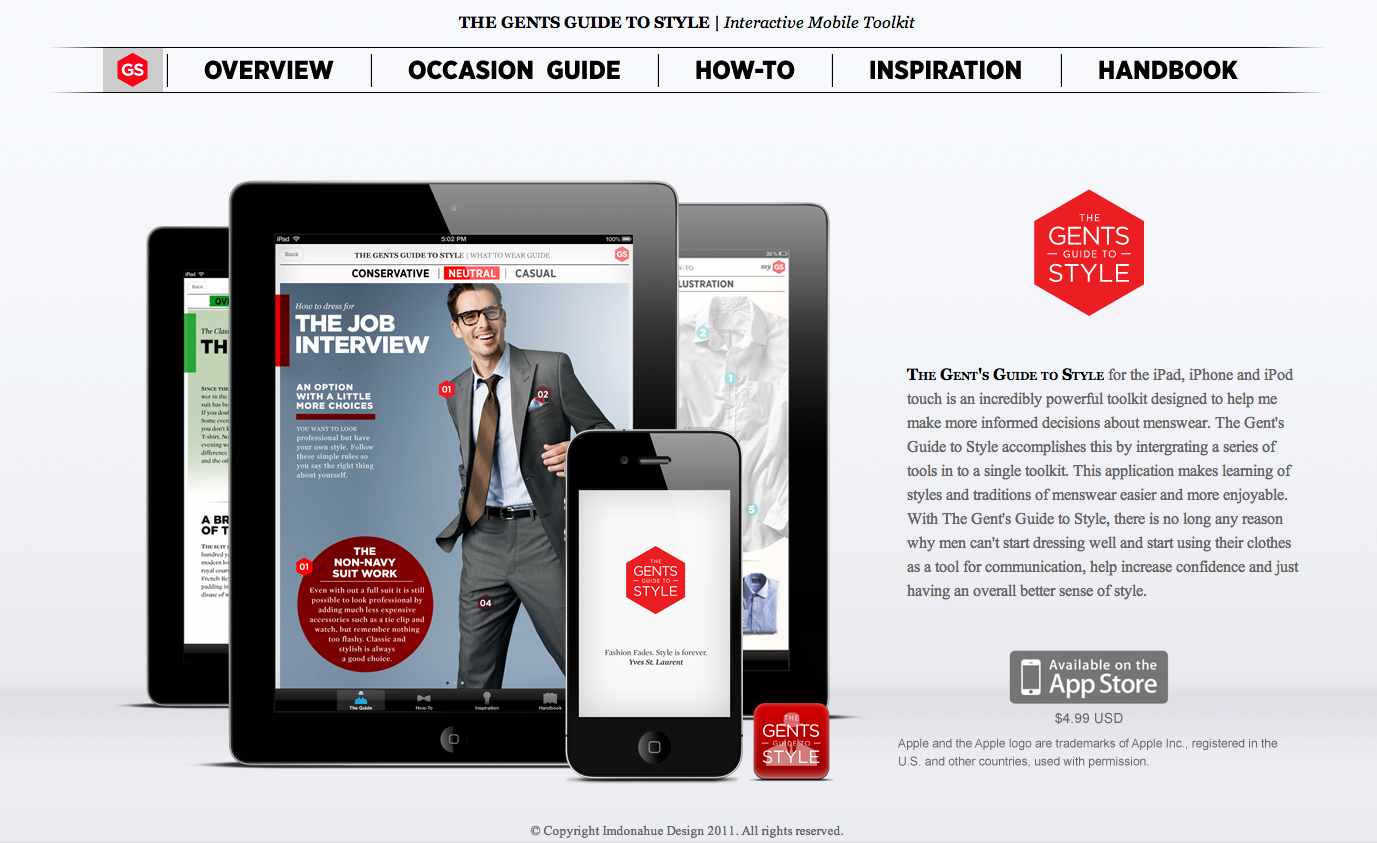 THE GENTS GUIDE TO STYLE | Interactive Mobile Toolkit
GS
OVERVIEW
OCCASION GUIDE
HOW-TO
INSPIRATION
HANDBOOK
iPad
Back
OV
The Clas
TH
SINCE THE
wer in the
suit has be
If you doul
Some even
you don't k
T-shirt. No
evening w
difference
and the ot
A BR
OF T
THE SUIT I
hundred y
modern lo
royal court
French Re
padding in
disuse of w
iPad
5:02 PM
100%
Back
THE GENTS GUIDE TO STYLE | WHAT TO WEAR GUIDE
GS
CONSERVATIVE | NEUTRAL | CASUAL
How to dress for
THE JOB
INTERVIEW
AN OPTION
WITH A LITTLE
MORE CHOICES
YOU WANT TO LOOK
professional but have
your own style. Follow
these simple rules so
you say the right thing
about yourself.
01
02
04
01
THE
NON-NAVY
SUIT WORK
Even with out a full suit it is still
possible to look professional by
adding much less expensive
accessories such as a tie clip and
watch, but remember nothing
too flashy. Classic and
stylish is always
a good choice.
The Guide
How-To
Inspiration
Handbook
W-TO
my GS
LUSTRATION
2
1
5
THE
GENTS
GUIDE TO
STYLE
Fashion Fades. Style is forever.
Yves St. Laurent
THE
GENTS
GUIDE TO
STYLE
THE
GENTS
GUIDE TO
STYLE
THE GENT'S GUIDE TO STYLE for the iPad, iPhone and iPod
touch is an incredibly powerful toolkit designed to help me
make more informed decisions about menswear. The Gent's
Guide to Style accomplishes this by intergrating a series of
tools in to a single toolkit. This application makes learning of
styles and traditions of menswear easier and more enjoyable.
With The Gent's Guide to Style, there is no long any reason
why men can't start dressing well and start using their clothes
as a tool for communication, help increase confidence and just
having an overall better sense of style.
Available on the
App Store
$4.99 USD
Apple and the Apple logo are trademarks of Apple Inc., registered in the
U.S. and other countries, used with permission.
© Copyright Imdonahue Design 2011. All rights reserved.